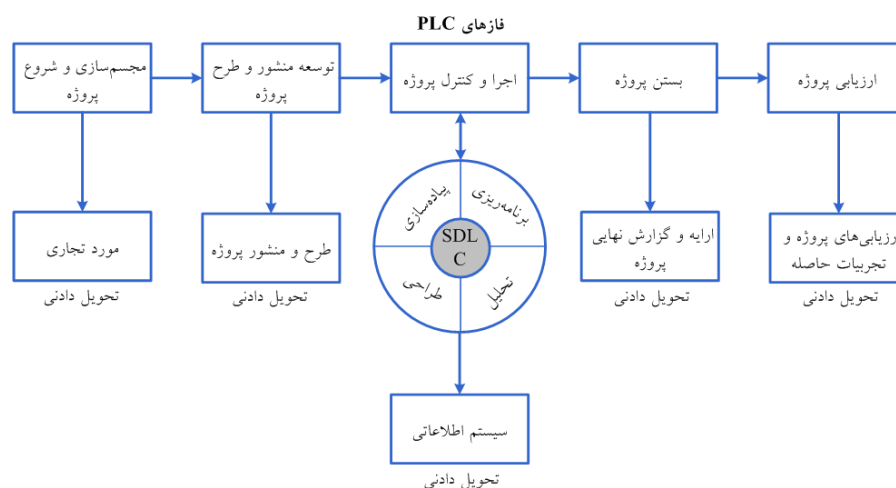 فازهای PLC
مجسم‌سازی و شروع
پروژه
توسعه منشور و طرح
پروژه
اجرا و کنترل پروژه
بستن پروژه
ارزیابی پروژه
پیاده‌سازی
برنامه‌ریزی
SDL
C
طراحی
تحلیل
مورد تجاری
تحویل دادنی
طرح و منشور پروژه
تحویل دادنی
ارایه و گزارش نهایی
پروژه
تحویل دادنی
رزیابی‌های پروژه و
تجربیات حاصله
تحویل دادنی
سیستم اطلاعاتی
تحویل دادنی